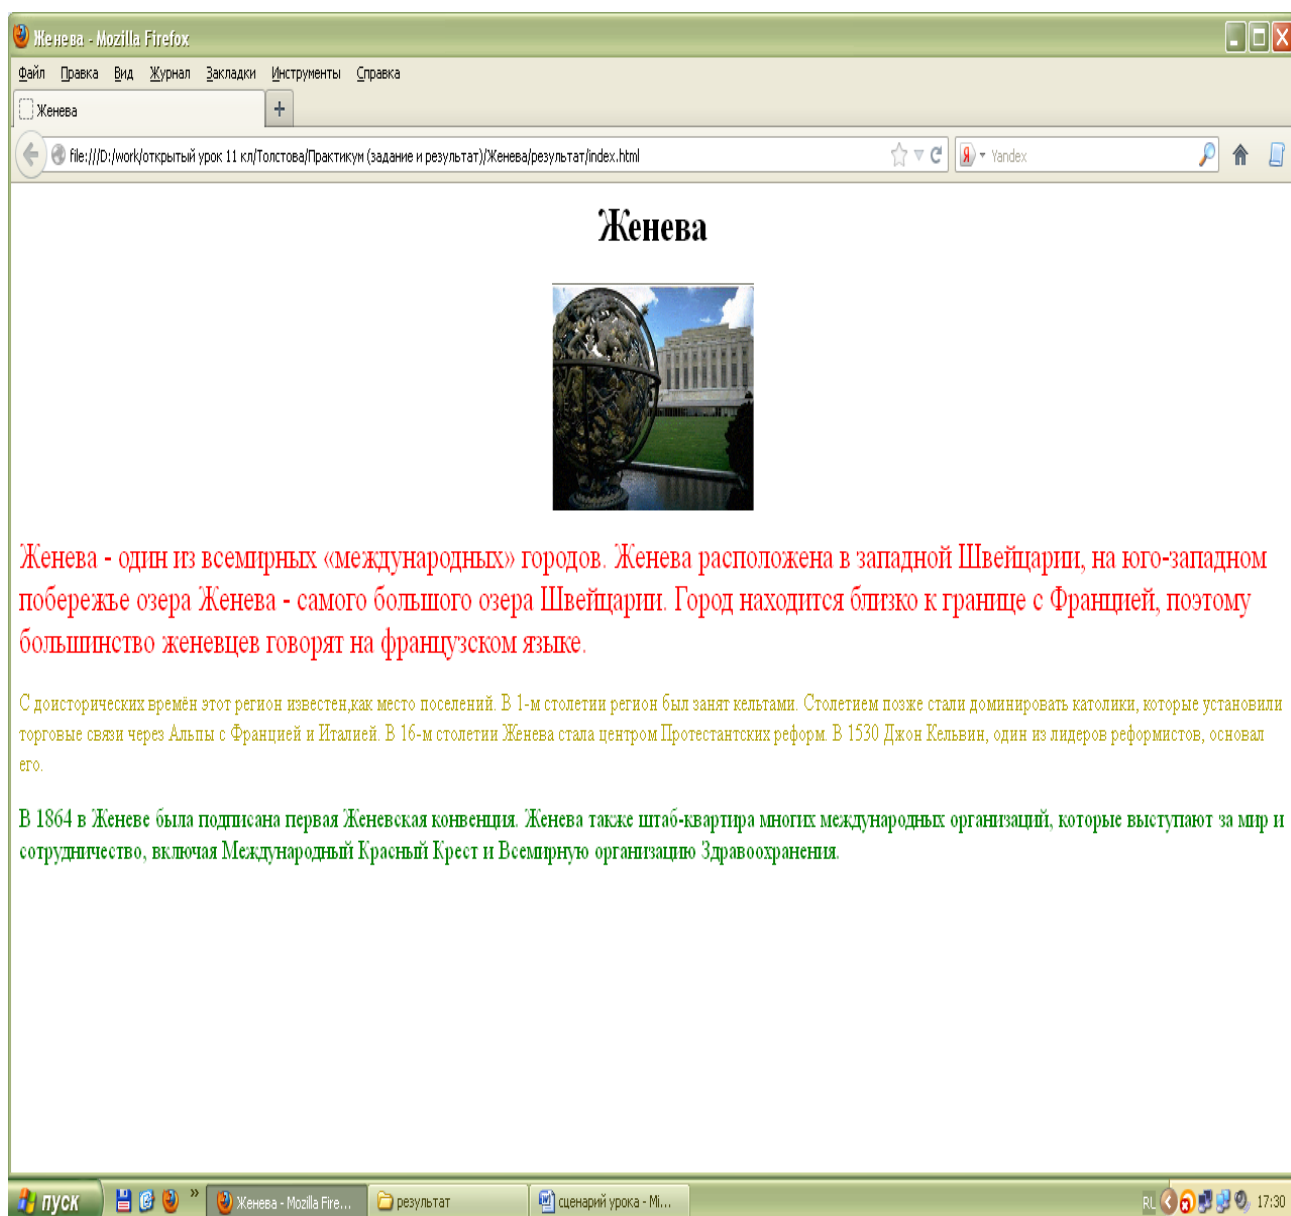 Женева - Mozilla Firefox
Файл Правка Вид Журнал Закладки Инструменты Справка
Женева +
file:///D:/work/открытый урок 11 кл/Толстова/Практикум (задание и результат)/Женева/результат/index.html Я Yandex
Женева
Женева - один из всемирных «международных» городов. Женева расположена в западной Швейцарии, на юго-западном
побережье озера Женева - самого большого озера Швейцарии. Город находится близко к границе с Францией, поэтому
большинство женевцев говорят на французском языке.
С доисторических времён этот регион известен,как место поселений. В 1-м столетии регион был занят кельтами. Столетием позже стали доминировать католики, которые установили
торговые связи через Альпы с Францией и Италией. В 16-м столетии Женева стала центром Протестантских реформ. В 1530 Джон Кельвин, один из лидеров реформистов, основал
его.
В 1864 в Женеве была подписана первая Женевская конвенция. Женева также штаб-квартира многих международных организаций, которые выступают за мир и
сотрудничество, включая Международный Красный Крест и Всемирную организацию Здравоохранения.
пуск » Женева - Mozilla Fire... результат сценарий урока - Mi... RL 17:30